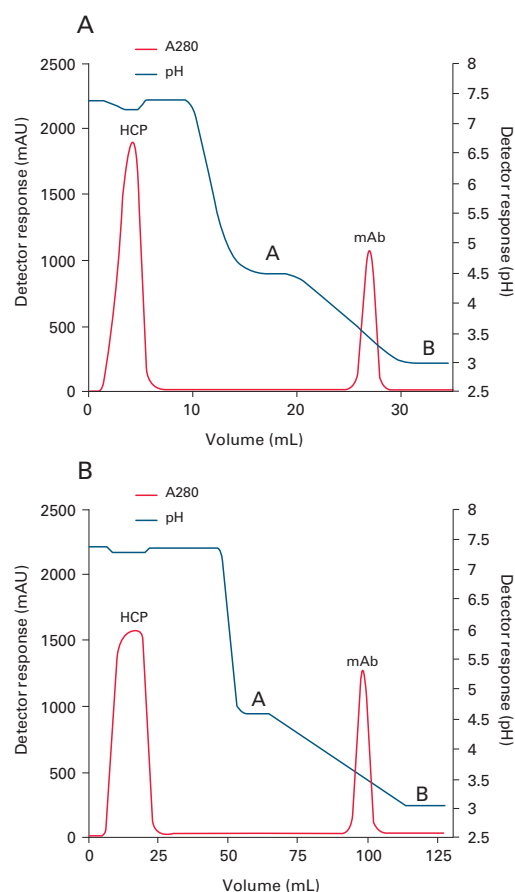 A
A280
pH
Detector response (mAU)
2500
2000
1500
1000
500
0
HCP
A
mAb
B
8
7.5
7
6.5
6
5.5
5
4.5
4
3.5
3
2.5
Detector response (pH)
0
10
20
30
Volume (mL)
B
A280
pH
Detector response (mAU)
2500
2000
1500
1000
500
0
HCP
A
mAb
B
8
7.5
7
6.5
6
5.5
5
4.5
4
3.5
3
2.5
Detector response (pH)
0
25
50
75
100
125
Volume (mL)